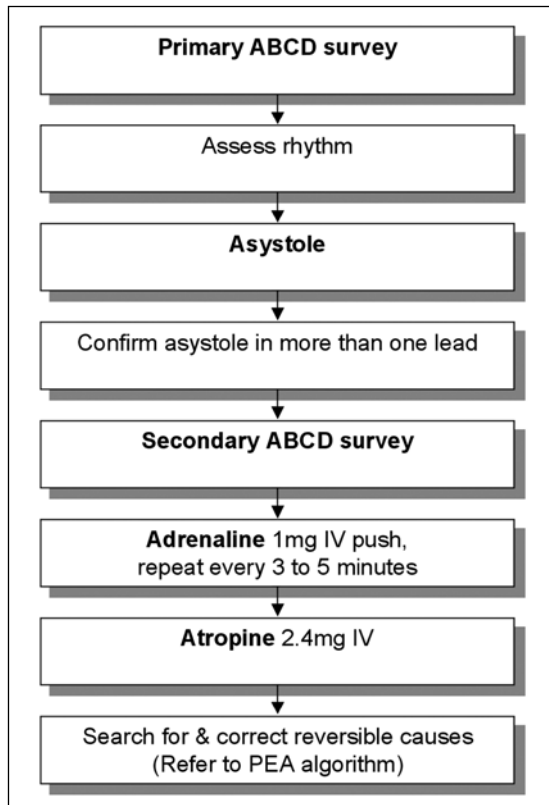 Primary ABCD survey
Assess rhythm
Asystole
Confirm asystole in more than one lead
Secondary ABCD survey
Adrenaline 1mg IV push,
repeat every 3 to 5 minutes
Atropine 2.4mg IV
Search for & correct reversible causes
(Refer to PEA algorithm)